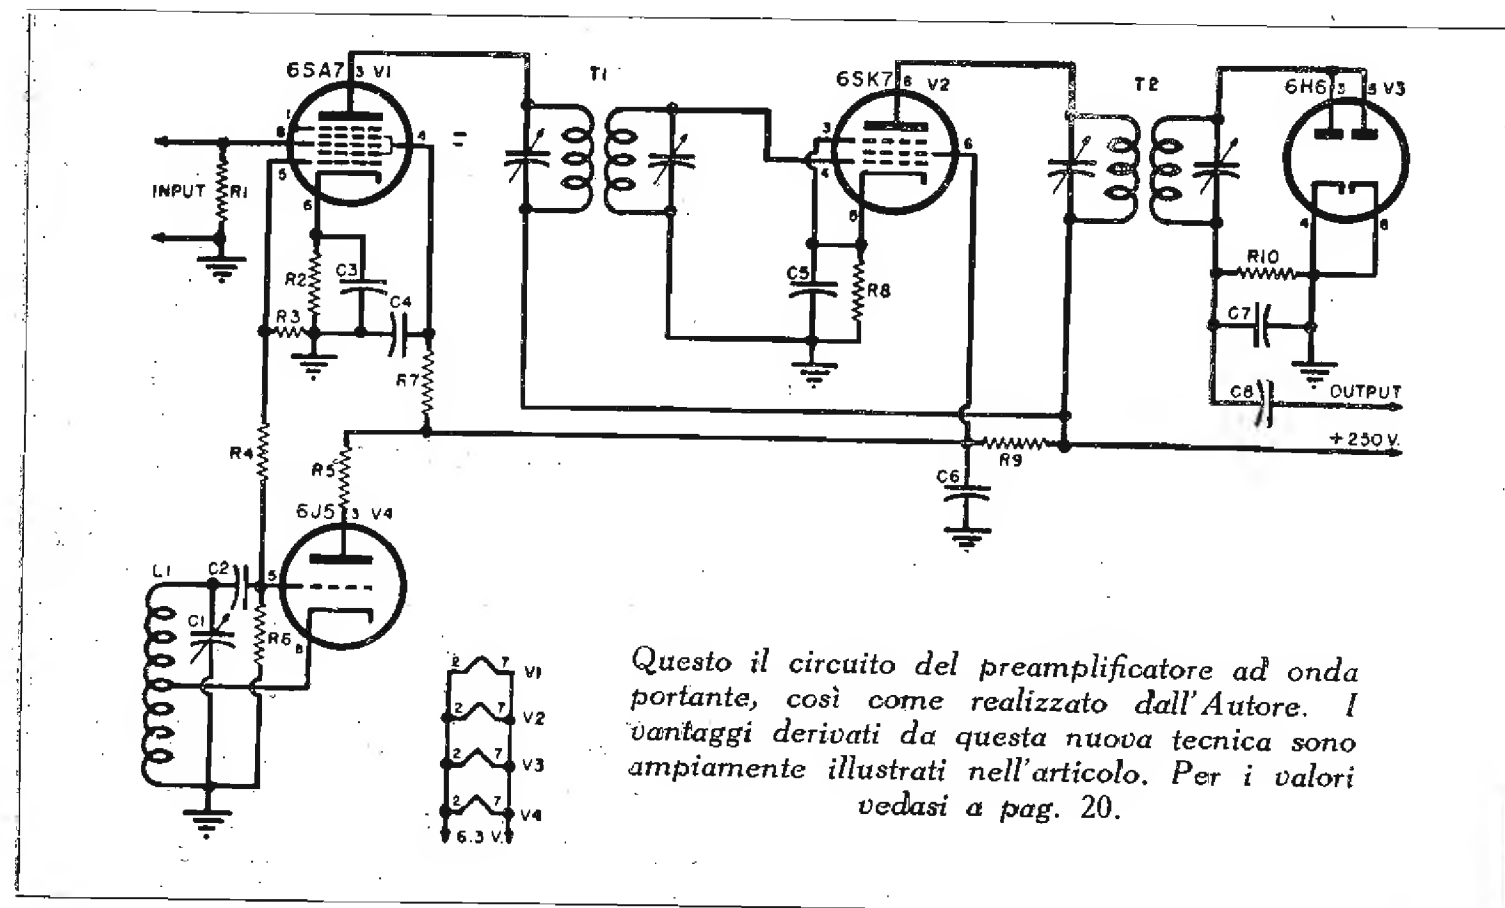 6SA7 3 V1
T1
6SK7 8 V2
T2
6H6 3 5 V3
1
8
4
=
3
6
INPUT
R1
5
4
6
5
4
8
R2
C3
C4
C5
R8
R10
R3
C7
R7
C8
OUTPUT
R4
R5
R9
+250 V.
C6
6J5 3 V4
L1
C2
5
C1
R6
8
2 7 V1
2 7 V2
2 7 V3
2 7 V4
6.3 V.
Questo il circuito del preamplificatore ad onda
portante, così come realizzato dall'Autore. I
vantaggi derivati da questa nuova tecnica sono
ampiamente illustrati nell'articolo. Per i valori
vedasi a pag. 20.